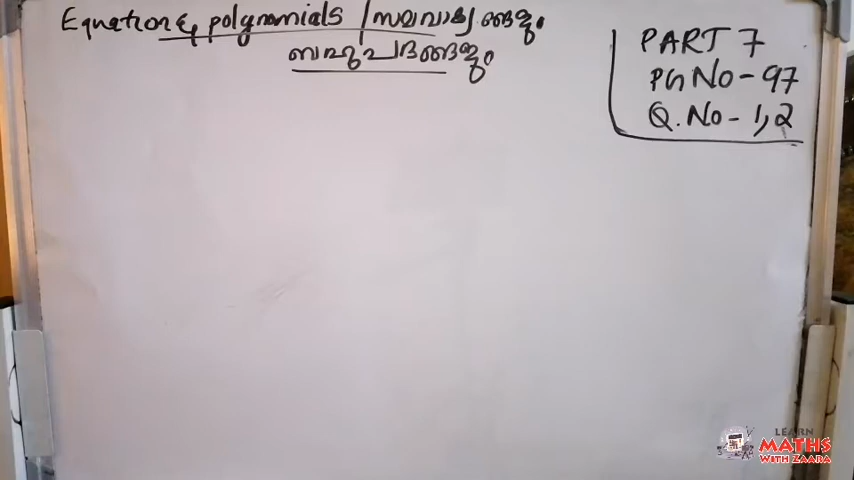 Equation & polynomials / സമവാക്യങ്ങളും
ബഹുപദങ്ങളും
PART 7
PG No - 97
Q. No - 1, 2
LEARN
MATHS
WITH ZAARA